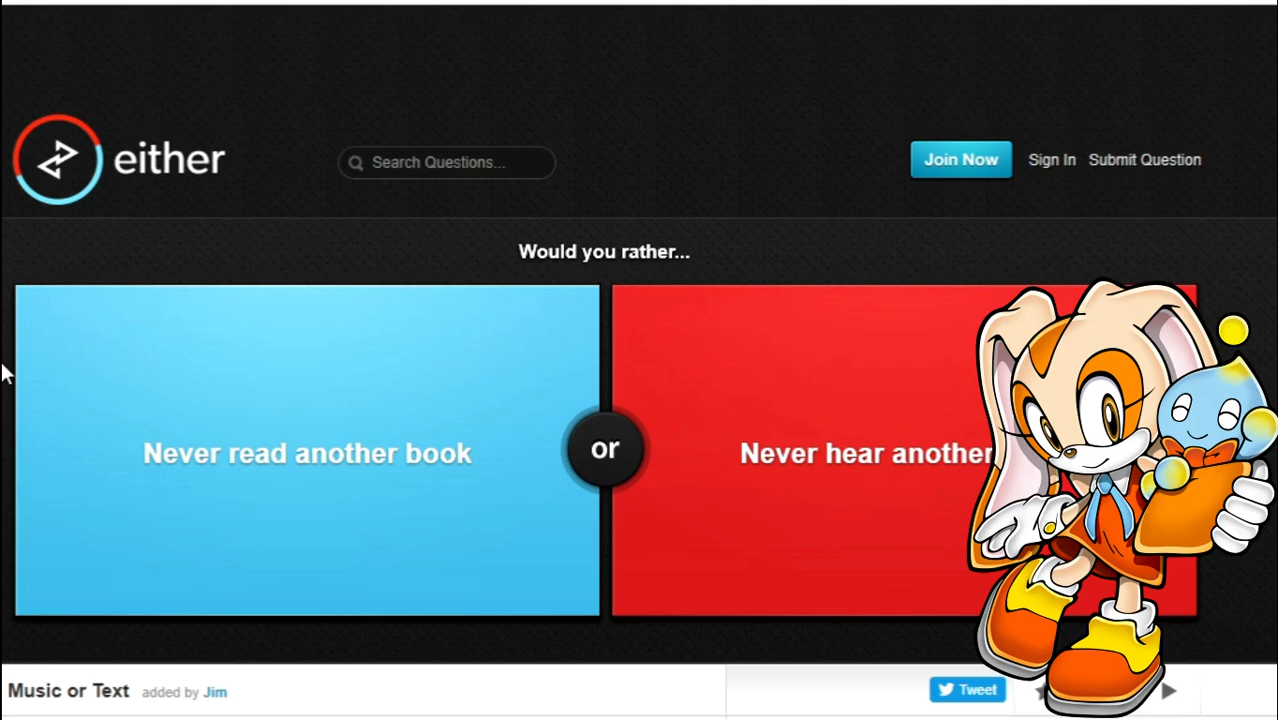 either
Search Questions...
Join Now
Sign In
Submit Question
Would you rather...
Never read another book
or
Never hear another
Music or Text
added by Jim
Tweet